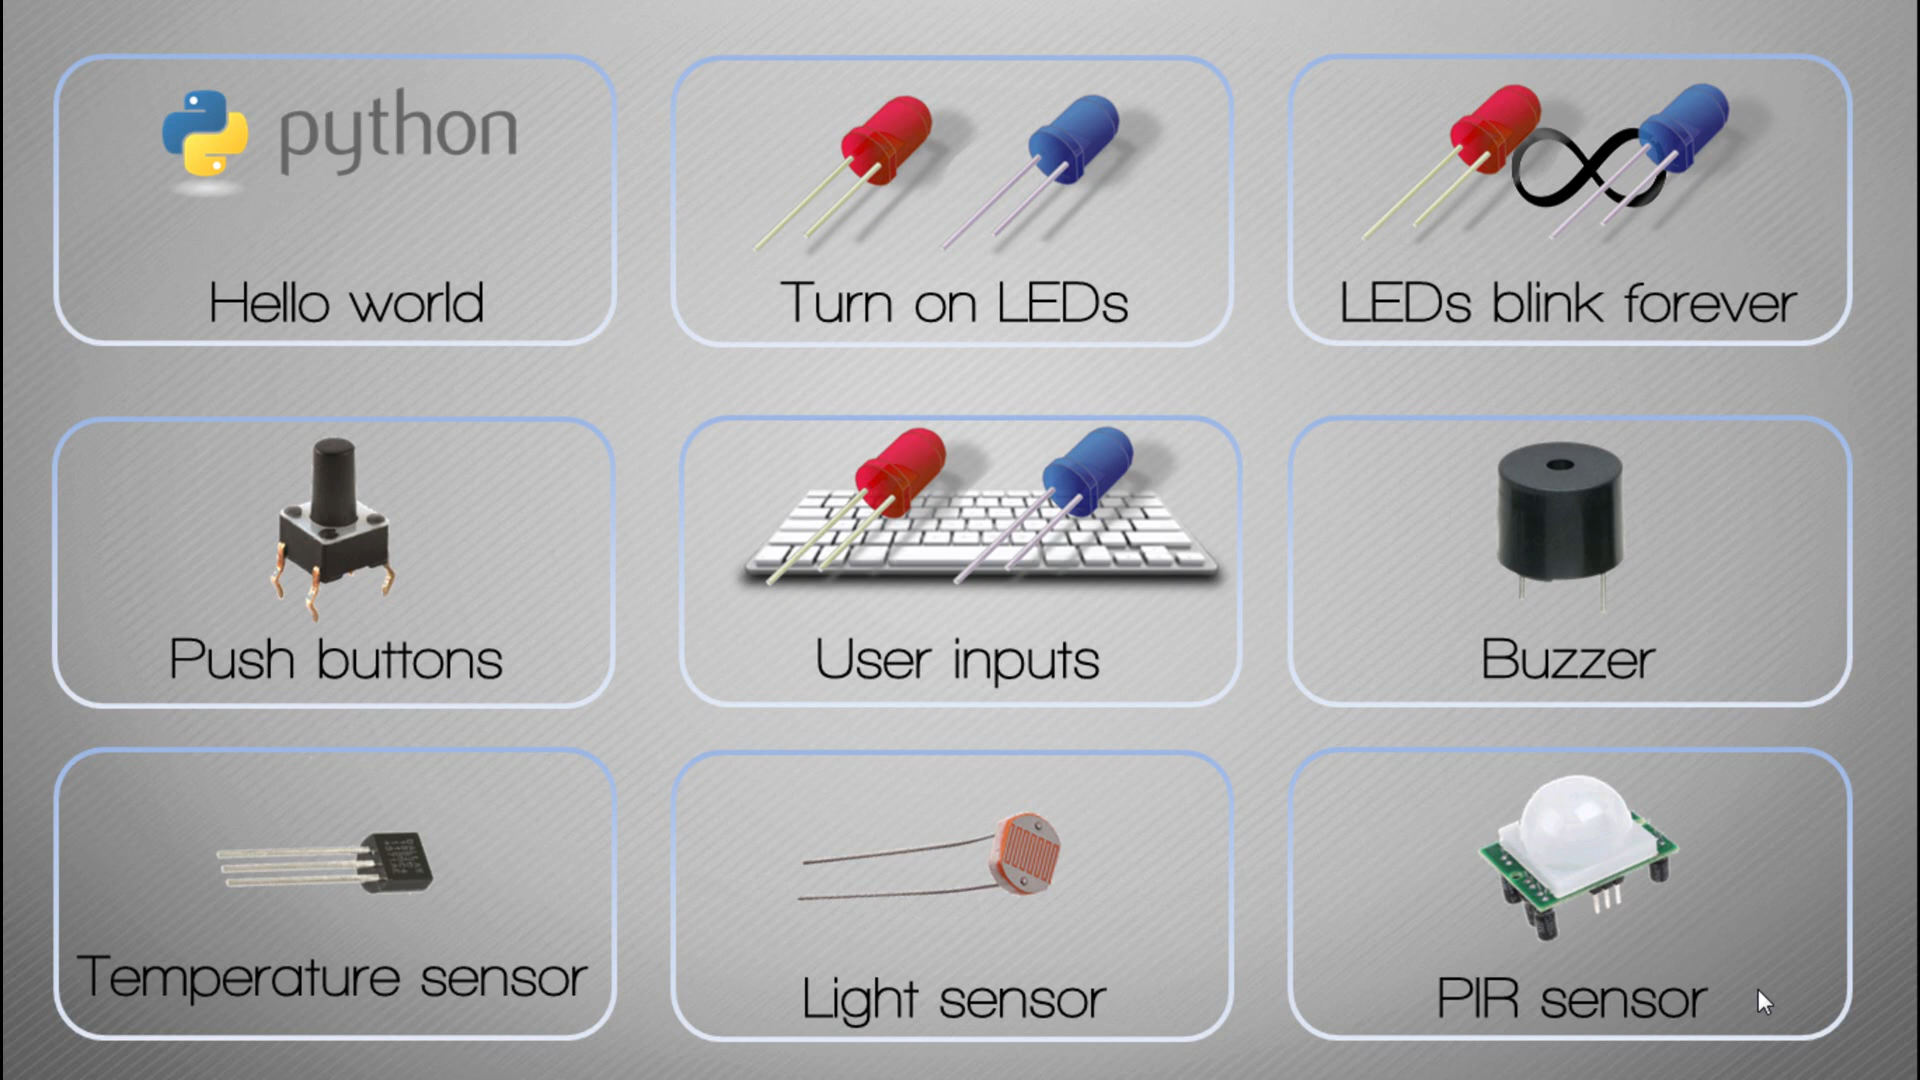 python
Hello world
Turn on LEDs
LEDs blink forever
Push buttons
User inputs
Buzzer
Temperature sensor
Light sensor
PIR sensor